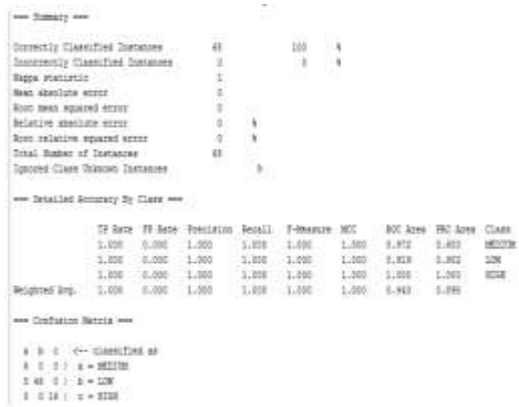 === Summary ===
Correctly Classified Instances 100 %
Incorrectly Classified Instances 0 0 %
Kappa statistic 1
Mean absolute error 0
Root mean squared error 0
Relative absolute error 0 %
Root relative squared error 0 %
Total Number of Instances
Ignored Class Unknown Instances
=== Detailed Accuracy By Class ===
TP Rate FP Rate Precision Recall F-Measure MCC ROC Area PRC Area Class
1.000 0.000 1.000 1.000 1.000 1.000 MEDIUM
1.000 0.000 1.000 1.000 1.000 1.000 LOW
1.000 0.000 1.000 1.000 1.000 1.000 1.000 1.000 HIGH
Weighted Avg. 1.000 0.000 1.000 1.000 1.000 1.000
=== Confusion Matrix ===
<-- classified as
0 0 | a = MEDIUM
0 | b = LOW
0 | c = HIGH